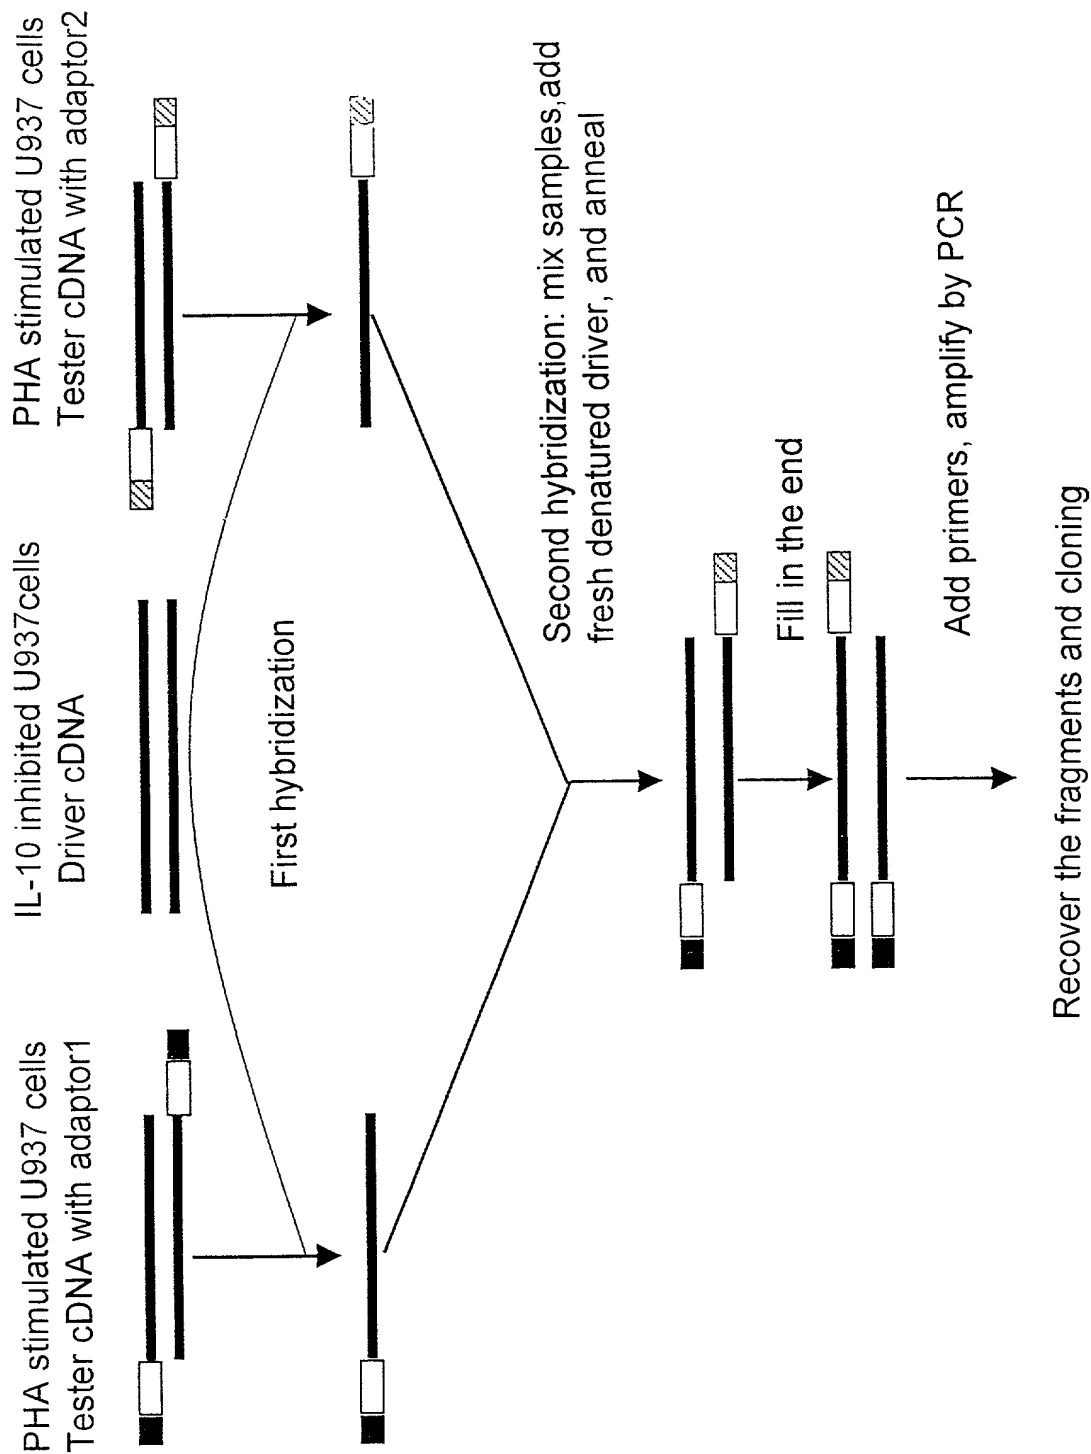 PHA stimulated U937 cells
Tester cDNA with adaptor1
IL-10 inhibited U937cells
Driver cDNA
PHA stimulated U937 cells
Tester cDNA with adaptor2
First hybridization
Second hybridization: mix samples,add
fresh denatured driver, and anneal
Fill in the end
Add primers, amplify by PCR
Recover the fragments and cloning